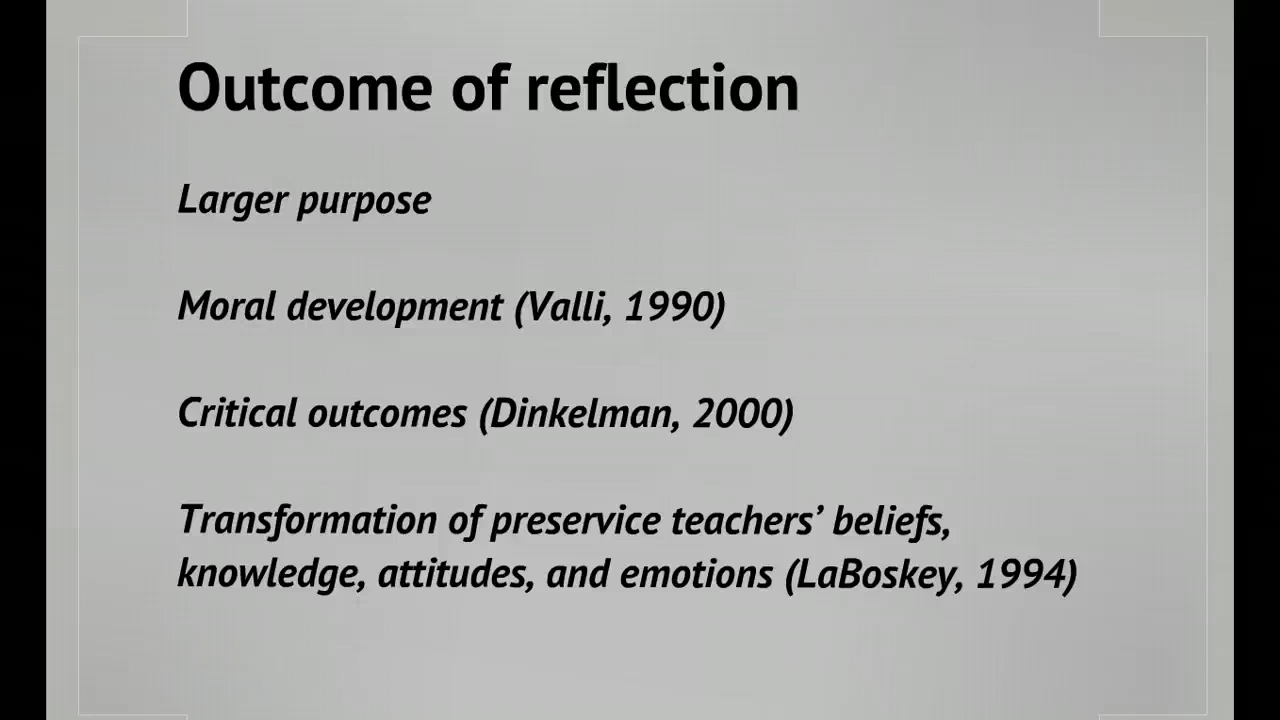 Outcome of reflection
Larger purpose
Moral development (Valli, 1990)
Critical outcomes (Dinkelman, 2000)
Transformation of preservice teachers’ beliefs,
knowledge, attitudes, and emotions (LaBoskey, 1994)